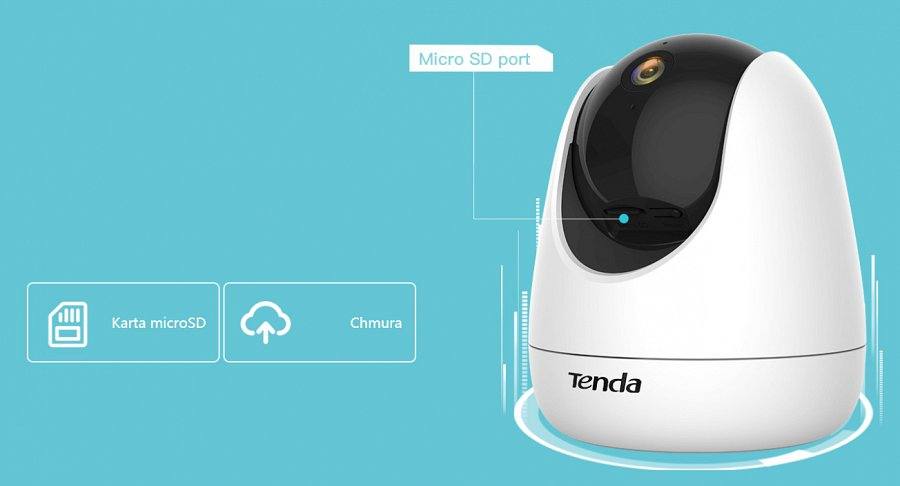 Micro SD port
Karta microSD
Chmura
Tenda